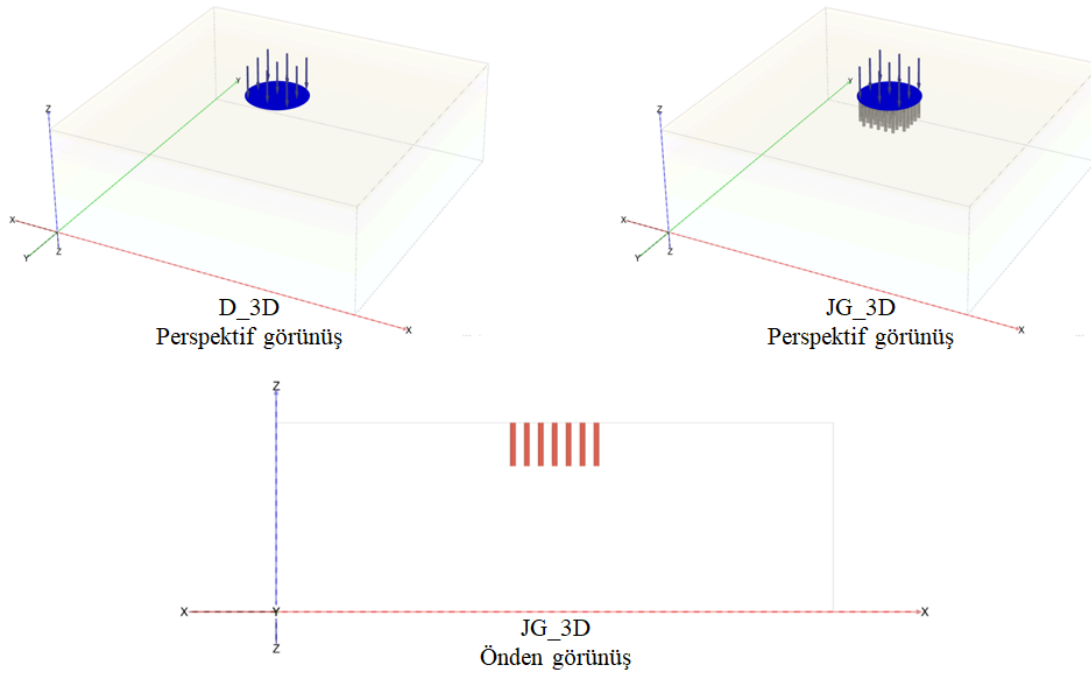 Z
Y
X
Y
Z
X
D_3D
Perspektif görünüş
Z
Y
X
Y
Z
X
JG_3D
Perspektif görünüş
Z
X
Y
X
Z
JG_3D
Önden görünüş